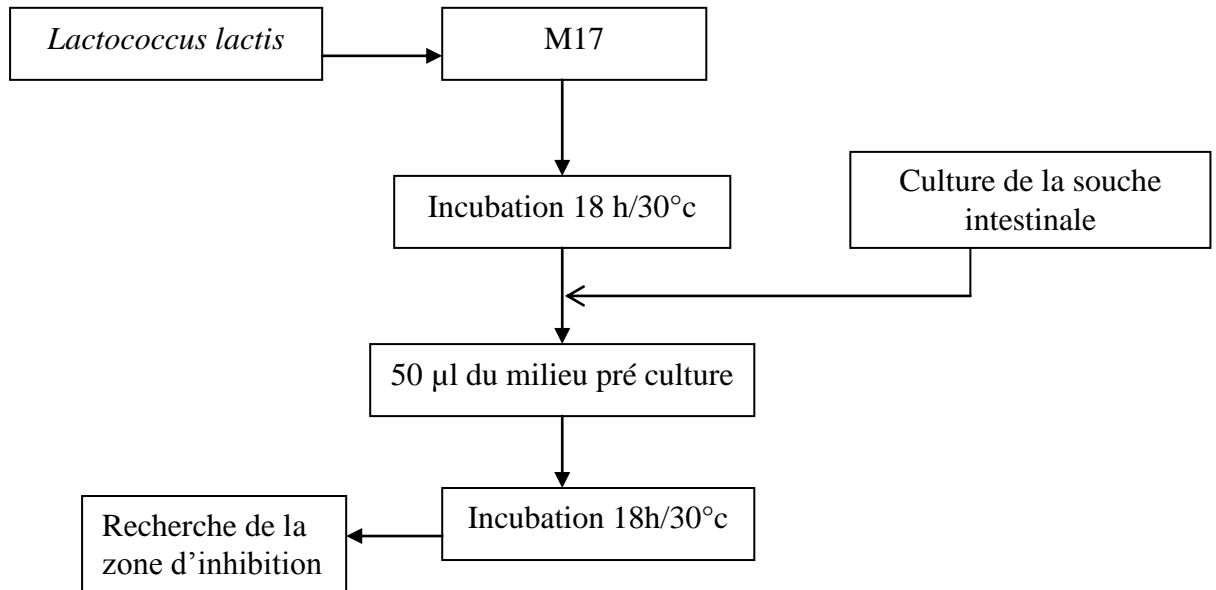 Lactococcus lactis
M17
Incubation 18 h/30°c
Culture de la souche
intestinale
50 µl du milieu pré culture
Incubation 18h/30°c
Recherche de la
zone d’inhibition